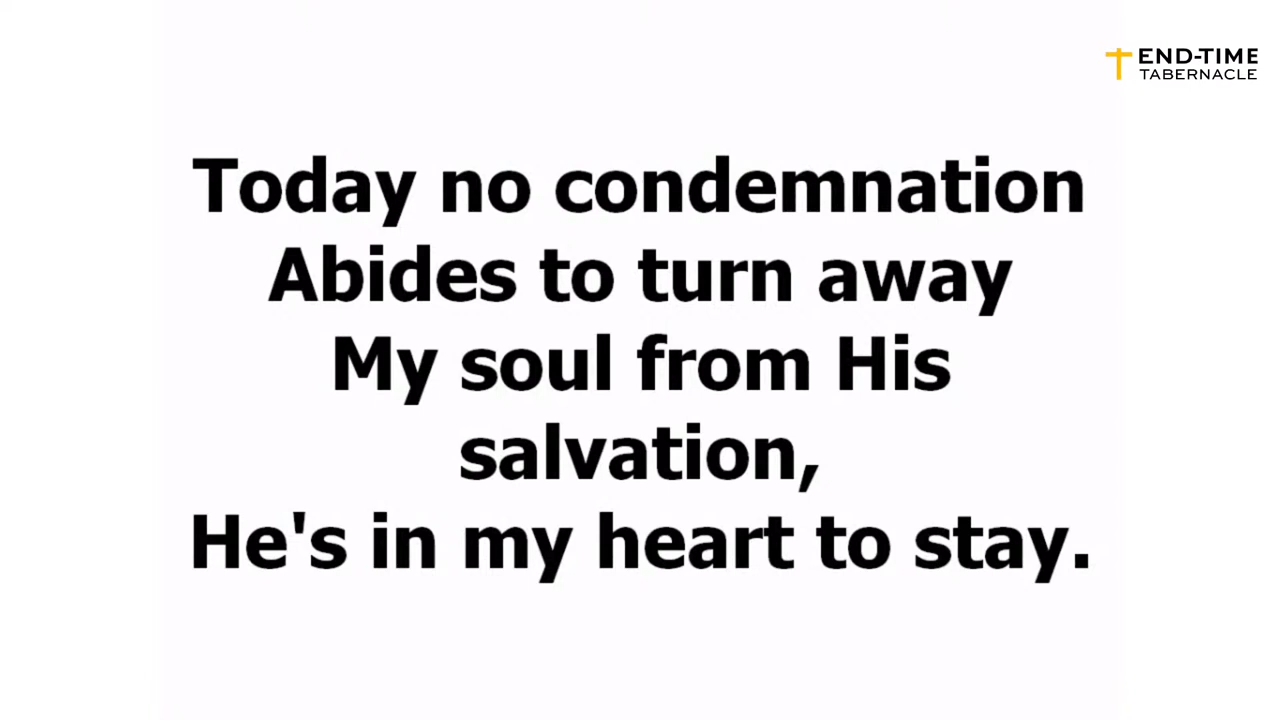 END-TIME
TABERNACLE
Today no condemnation
Abides to turn away
My soul from His
salvation,
He's in my heart to stay.